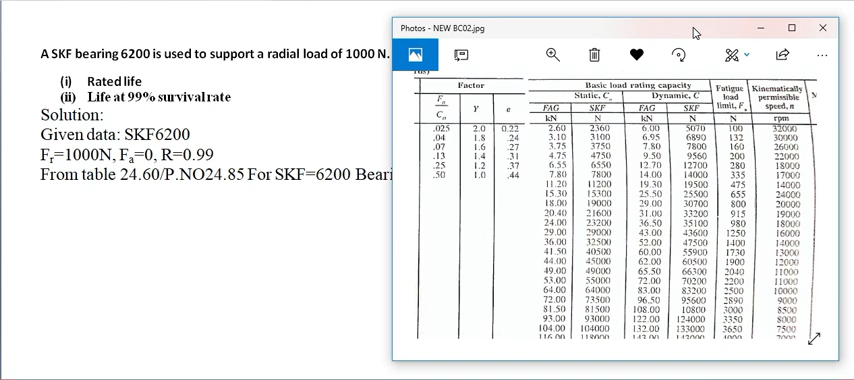 A SKF bearing 6200 is used to support a radial load of 1000 N.
(i) Rated life
(ii) Life at 99% survival rate
Solution:
Given data: SKF6200
Fr=1000N, Fa=0, R=0.99
From table 24.60/P.NO24.85 For SKF=6200 Beari
Photos - NEW BC02.jpg
Factor Basic load rating capacity Fatigue Kinematically
Static, Co Dynamic, C load permissible
Fa/Co Y e FAG SKF FAG SKF limit, F speed, n
kN N kN N N rpm
.025 2.0 0.22 2.60 2360 6.00 5070 100 32000
.04 1.8 .24 3.10 3100 6.95 6890 132 30000
.07 1.6 .27 3.75 3750 7.80 7800 160 26000
.13 1.4 .31 4.75 4750 9.50 9560 200 22000
.25 1.2 .37 6.55 6550 12.70 12700 280 18000
.50 1.0 .44 7.80 7800 14.00 14000 335 17000
11.20 11200 19.30 19500 475 14000
15.30 15300 25.50 25500 655 24000
18.00 19000 29.00 30700 800 20000
20.40 21600 31.00 33200 915 19000
24.00 23200 36.50 35100 980 18000
29.00 29000 43.00 43600 1250 16000
36.00 32500 52.00 47500 1400 14000
41.50 40500 60.00 55900 1730 13000
44.00 45000 62.00 60500 1900 12000
49.00 49000 65.50 66300 2040 11000
53.00 55000 72.00 70200 2200 11000
64.00 64000 83.00 83200 2500 10000
72.00 73500 96.50 95600 2890 9000
81.50 81500 108.00 10800 3000 8500
93.00 93000 122.00 124000 3350 8000
104.00 104000 132.00 133000 3650 7500
116.00 118000 143.00 143000